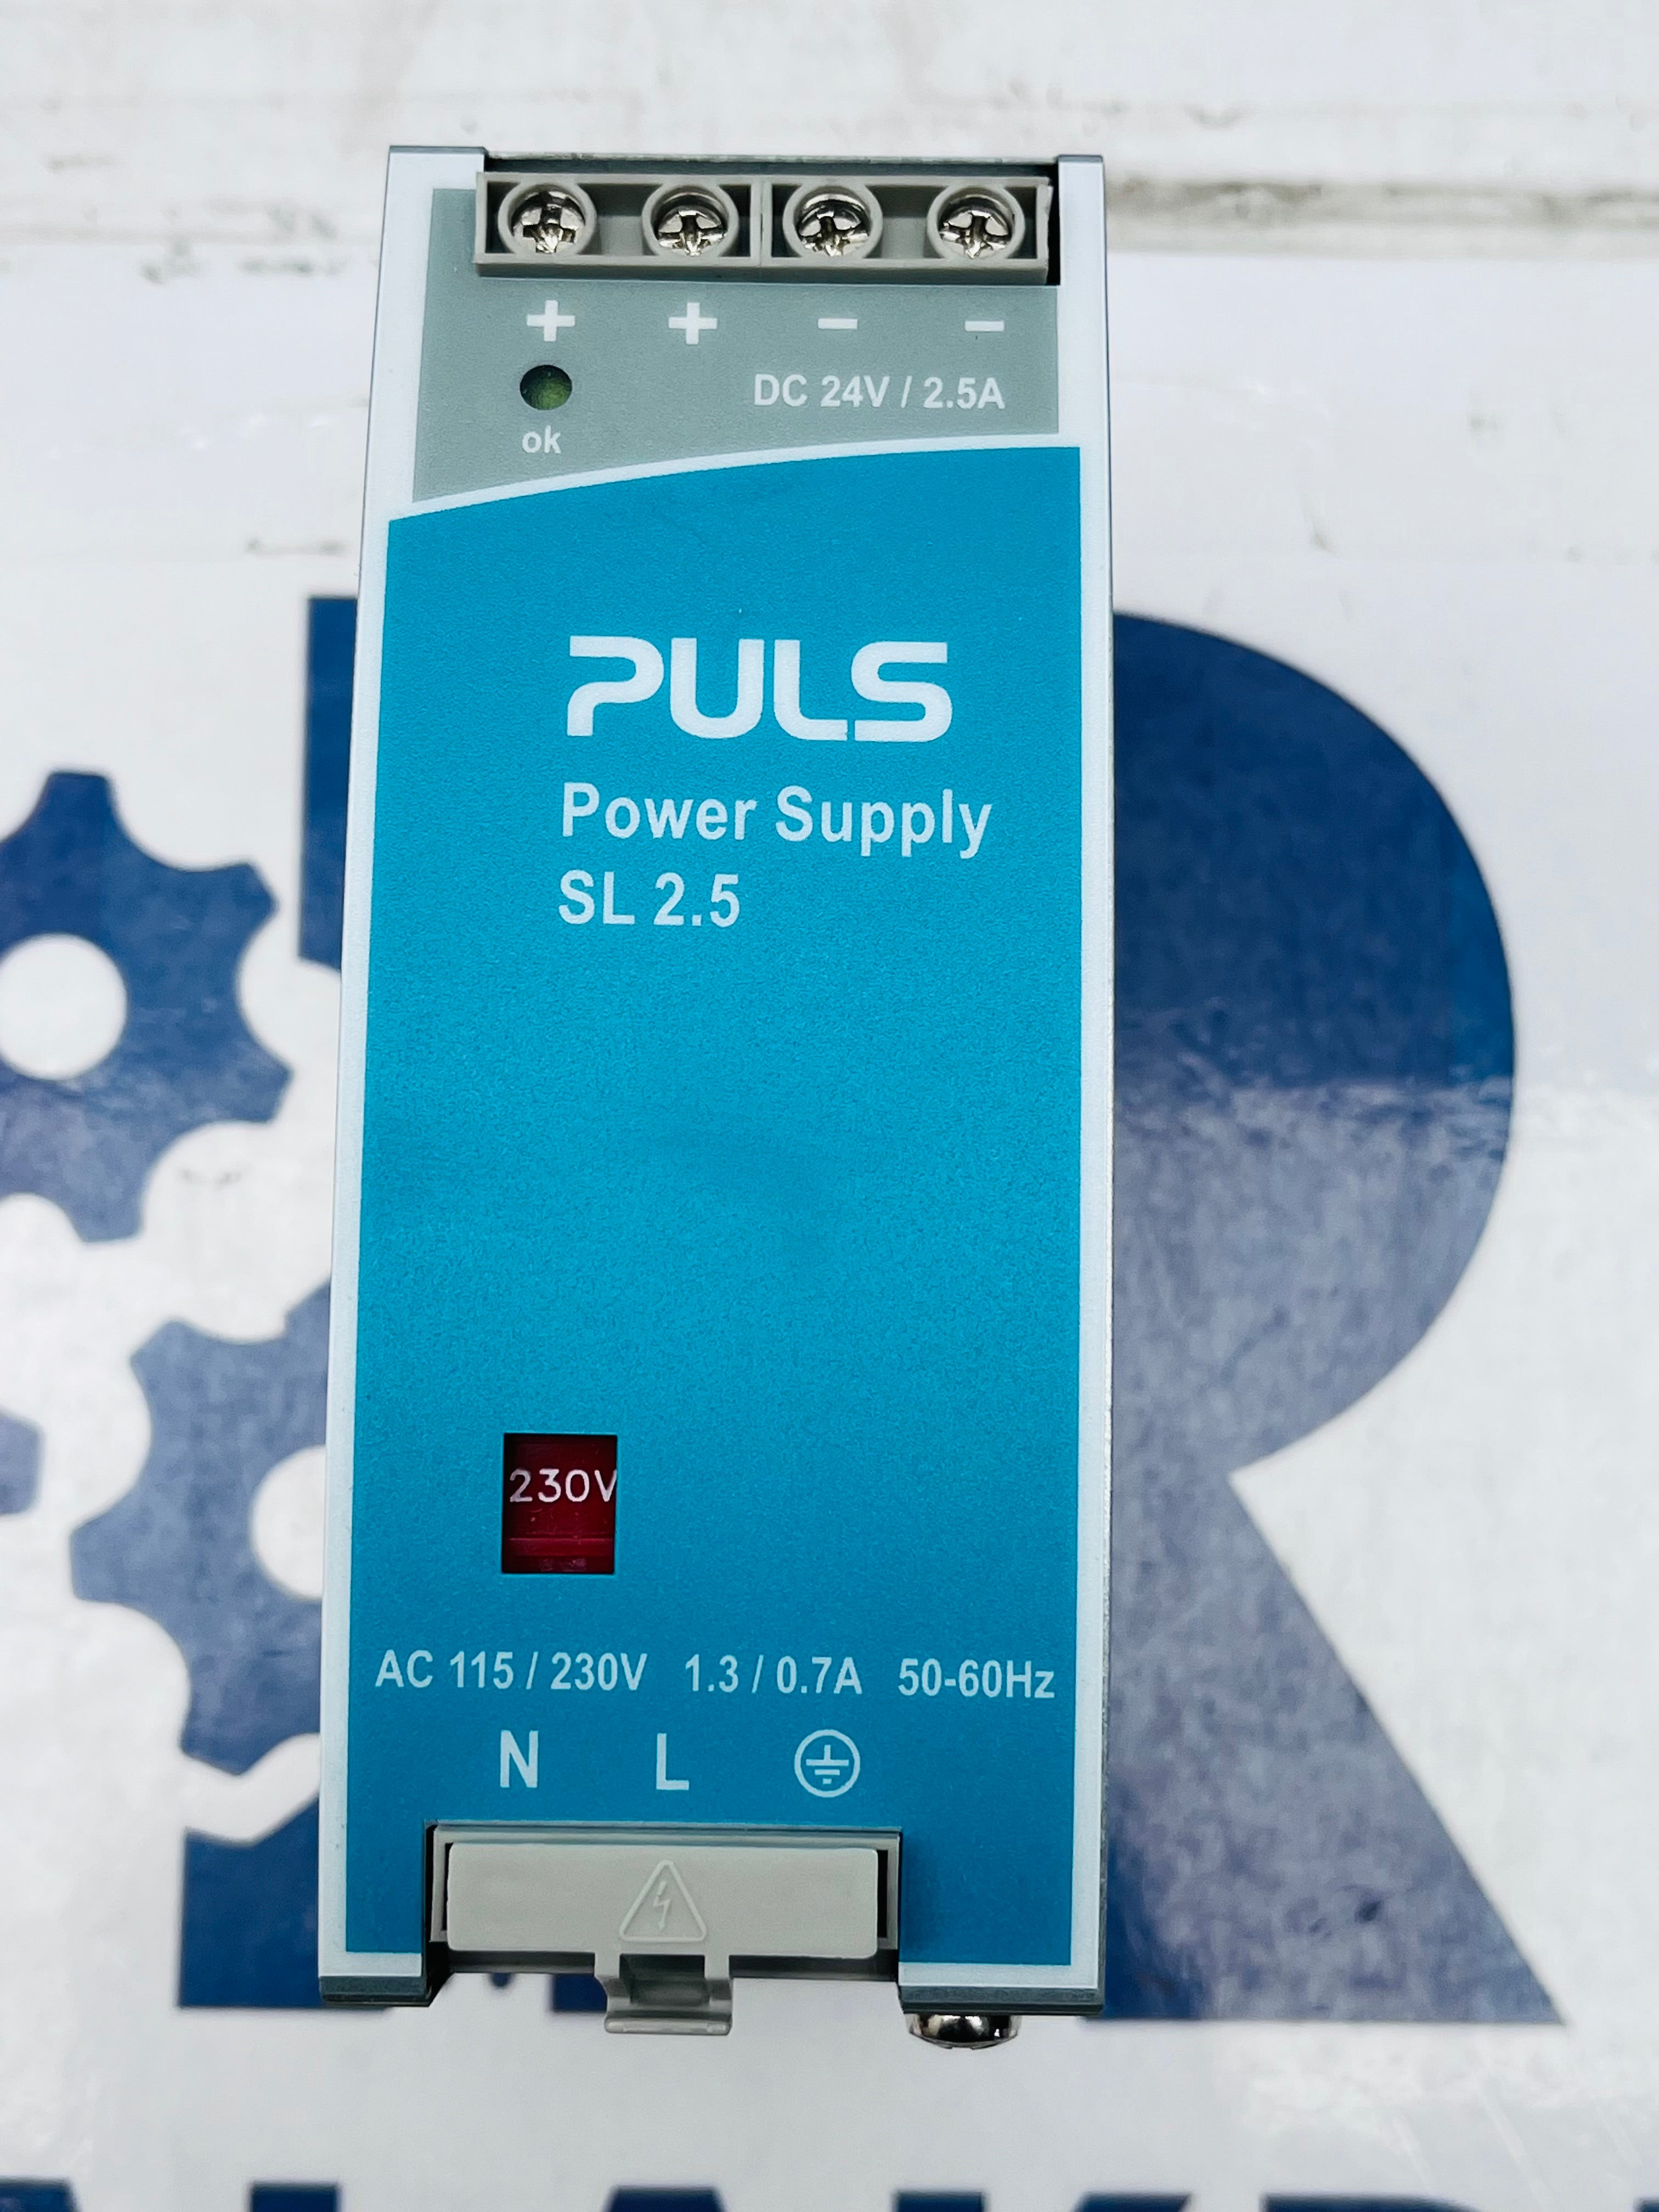 + + - -
DC 24V / 2.5A
ok
PULS
Power Supply
SL 2.5
230V
AC 115 / 230V 1.3 / 0.7A 50-60Hz
N L
R